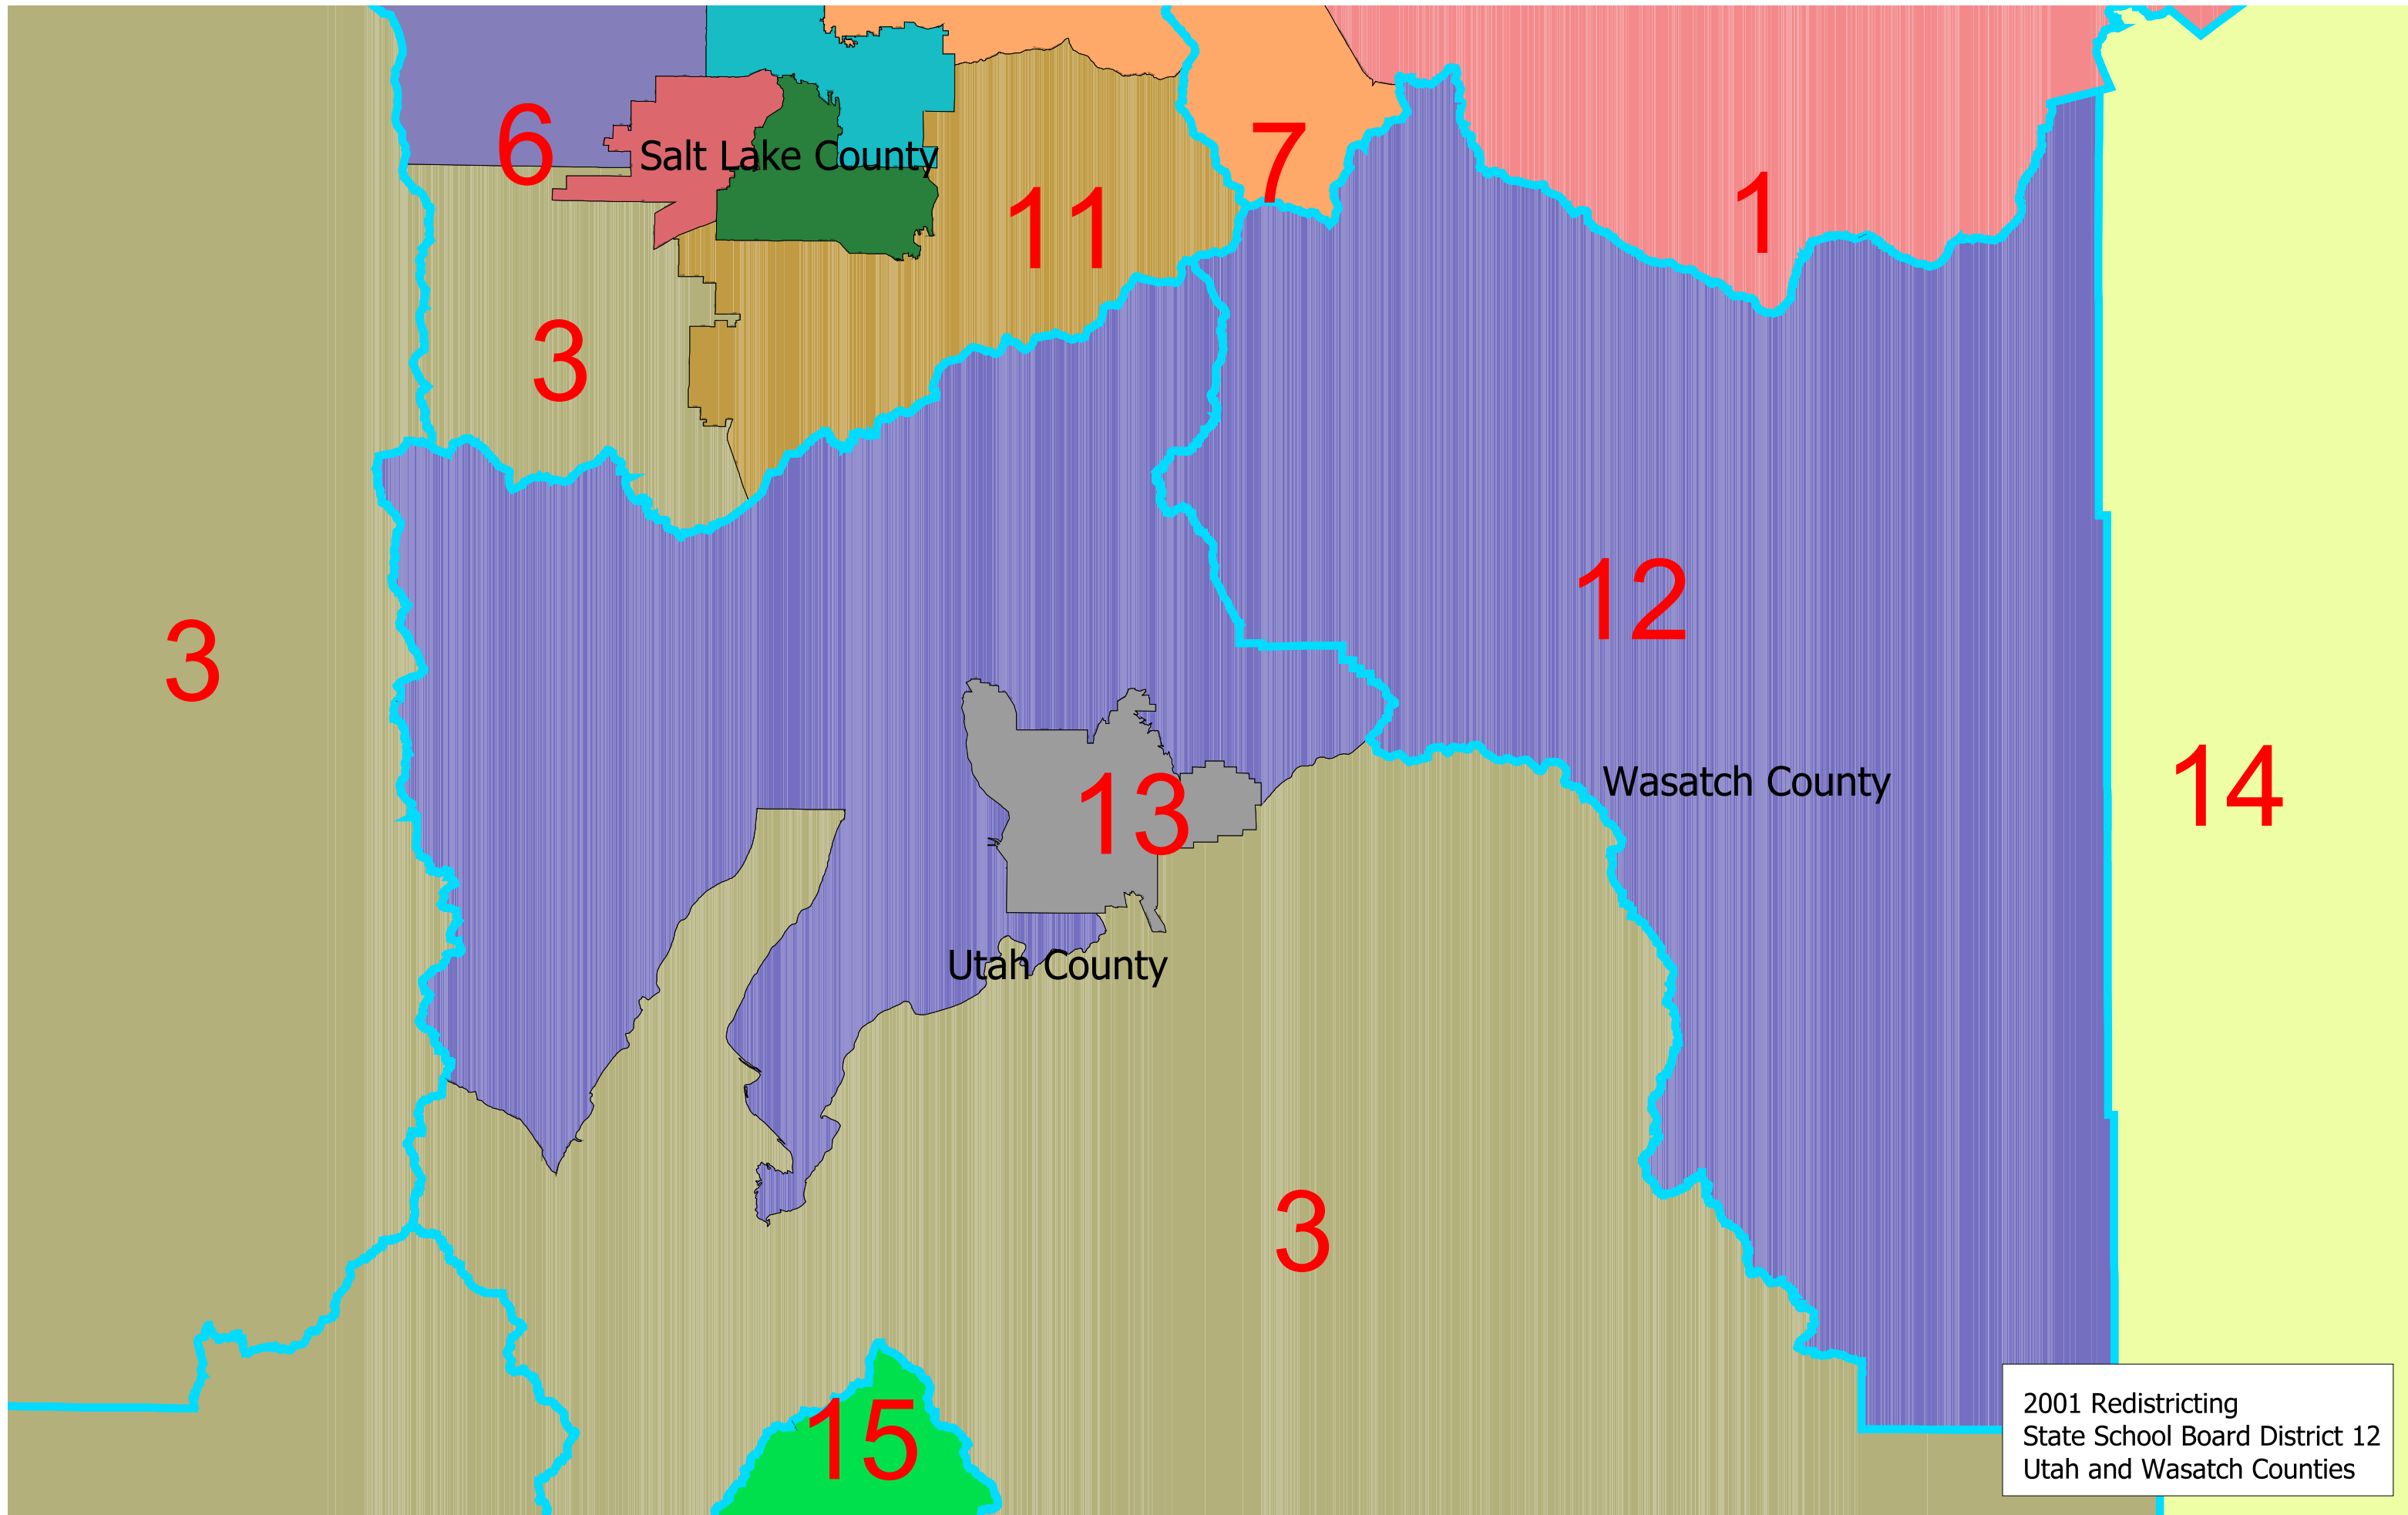 6
Salt Lake County
7
11
1
3
12
3
13
Wasatch County
14
Utah County
3
15
2001 Redistricting
State School Board District 12
Utah and Wasatch Counties